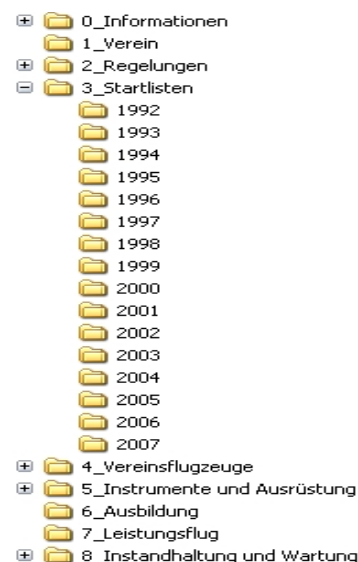 0_Informationen
1_Verein
2_Regelungen
3_Startlisten
1992
1993
1994
1995
1996
1997
1998
1999
2000
2001
2002
2003
2004
2005
2006
2007
4_Vereinsflugzeuge
5_Instrumente und Ausrüstung
6_Ausbildung
7_Leistungsflug
8_Instandhaltung und Wartung